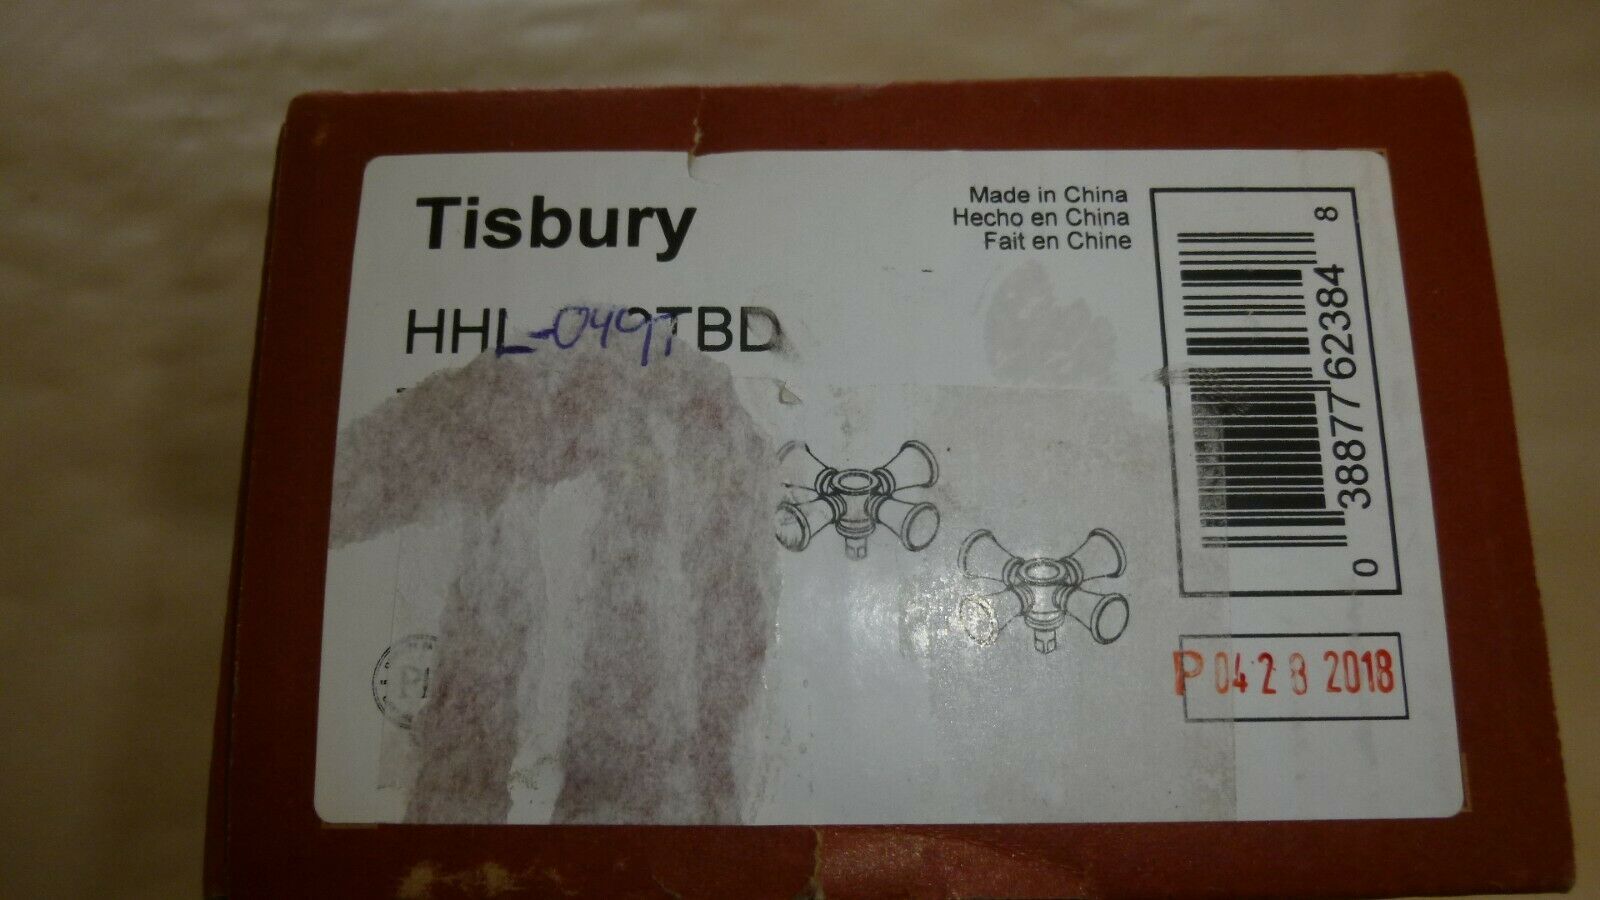 Tisbury
Made in China
Hecho en China
Fait en Chine
HHL-049TBD
0 38877 62384 8
P 04 2 8 2018